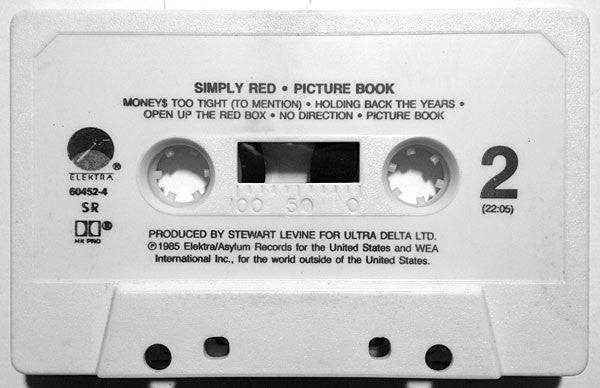 SIMPLY RED • PICTURE BOOK
MONEY$ TOO TIGHT (TO MENTION) • HOLDING BACK THE YEARS •
OPEN UP THE RED BOX • NO DIRECTION • PICTURE BOOK
ELEKTRA ®
60452-4
SR
®
HX PRO
100 50 0
2
(22:05)
PRODUCED BY STEWART LEVINE FOR ULTRA DELTA LTD.
℗1985 Elektra/Asylum Records for the United States and WEA
International Inc., for the world outside of the United States.